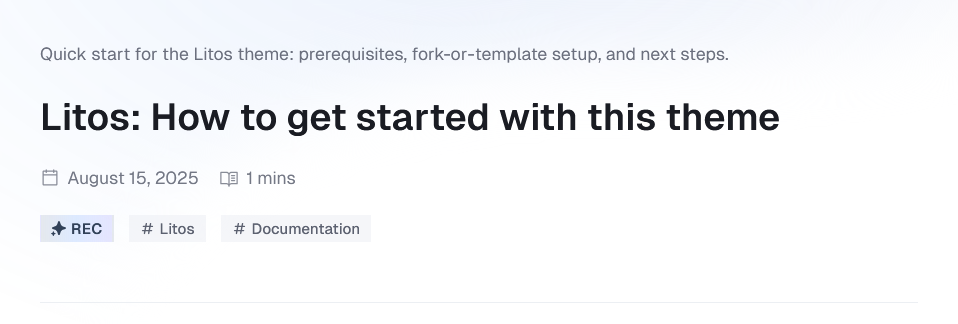 Quick start for the Litos theme: prerequisites, fork-or-template setup, and next steps.
Litos: How to get started with this theme
August 15, 2025 1 mins
REC # Litos # Documentation